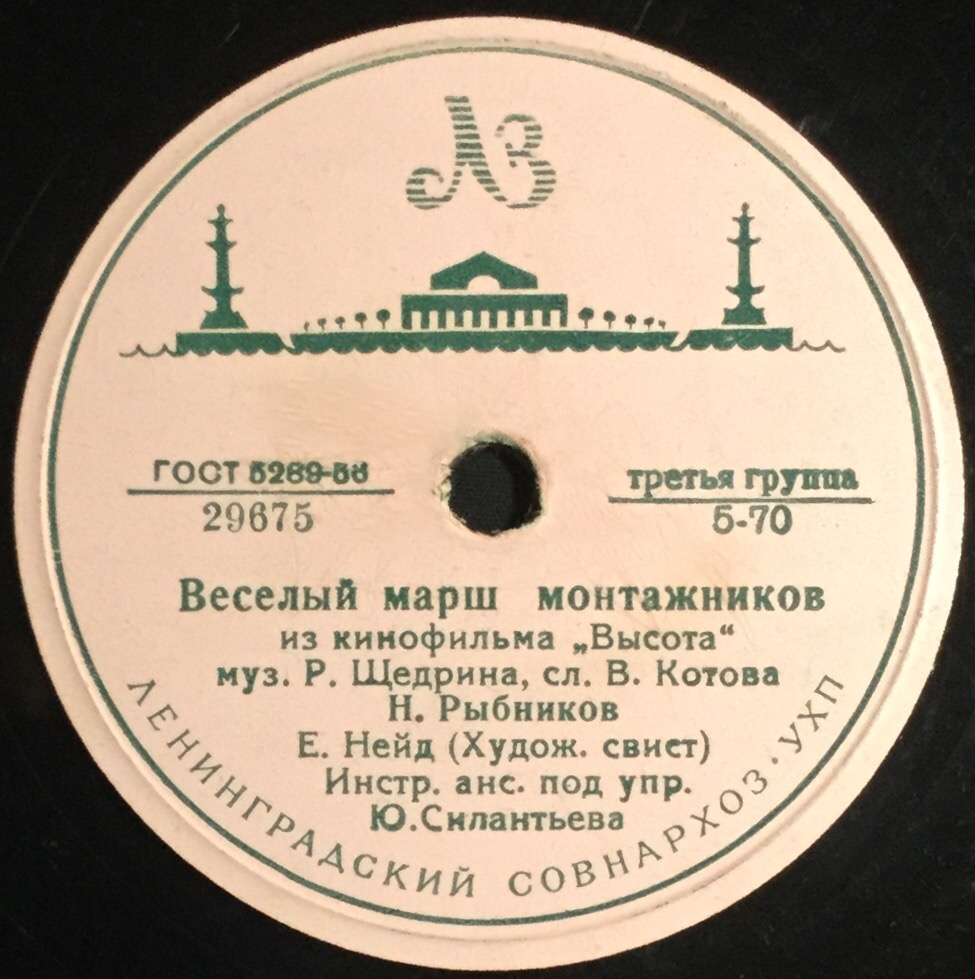 ЛЗ
ГОСТ 5289-56
29675
третья группа
5-70
Веселый марш монтажников
из кинофильма „Высота“
муз. Р. Щедрина, сл. В. Котова
Н. Рыбников
Е. Нейд (Худож. свист)
Инстр. анс. под упр.
Ю.Силантьева
ЛЕНИНГРАДСКИЙ СОВНАРХОЗ · УХП